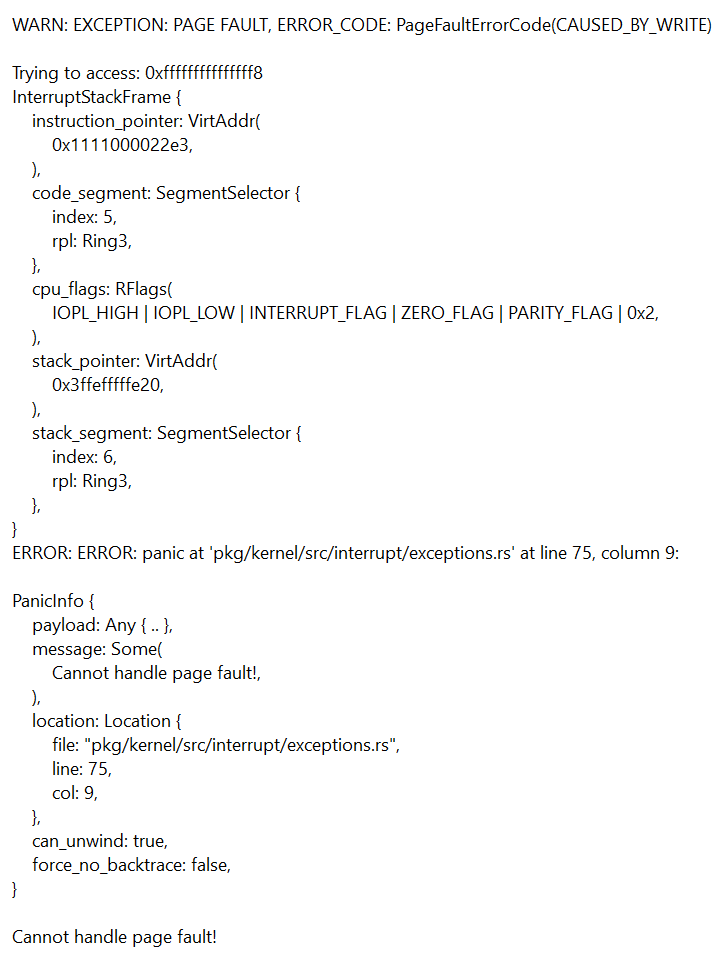 WARN: EXCEPTION: PAGE FAULT, ERROR_CODE: PageFaultErrorCode(CAUSED_BY_WRITE)
Trying to access: 0xfffffffffffffff8
InterruptStackFrame {
instruction_pointer: VirtAddr(
0x1111000022e3,
),
code_segment: SegmentSelector {
index: 5,
rpl: Ring3,
},
cpu_flags: RFlags(
IOPL_HIGH | IOPL_LOW | INTERRUPT_FLAG | ZERO_FLAG | PARITY_FLAG | 0x2,
),
stack_pointer: VirtAddr(
0x3ffefffffe20,
),
stack_segment: SegmentSelector {
index: 6,
rpl: Ring3,
},
}
ERROR: ERROR: panic at 'pkg/kernel/src/interrupt/exceptions.rs' at line 75, column 9:
PanicInfo {
payload: Any { .. },
message: Some(
Cannot handle page fault!,
),
location: Location {
file: "pkg/kernel/src/interrupt/exceptions.rs",
line: 75,
col: 9,
},
can_unwind: true,
force_no_backtrace: false,
}
Cannot handle page fault!